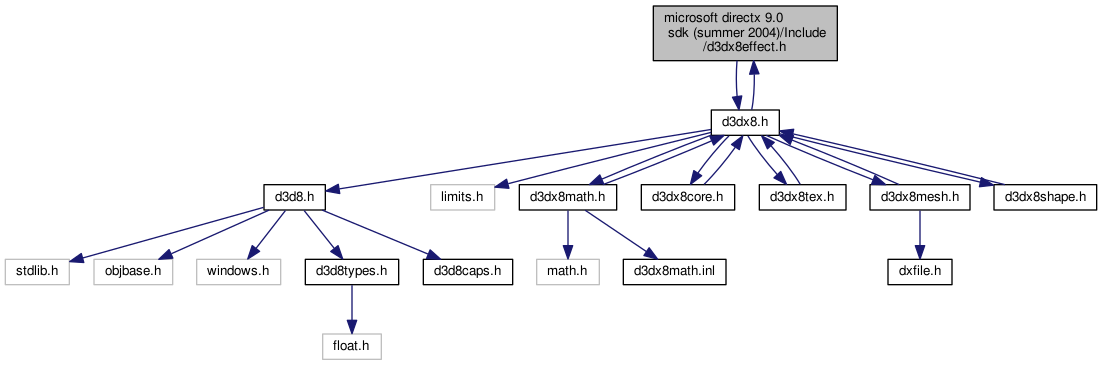 microsoft directx 9.0
sdk (summer 2004)/Include
/d3dx8effect.h
d3dx8.h
d3d8.h
limits.h
d3dx8math.h
d3dx8core.h
d3dx8tex.h
d3dx8mesh.h
d3dx8shape.h
stdlib.h
objbase.h
windows.h
d3d8types.h
d3d8caps.h
math.h
d3dx8math.inl
dxfile.h
float.h